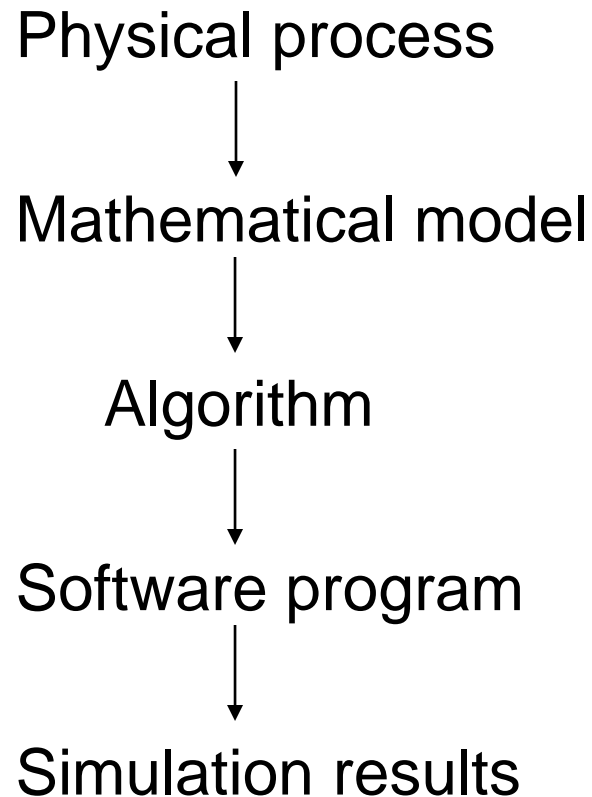 Physical process
Mathematical model
Algorithm
Software program
Simulation results